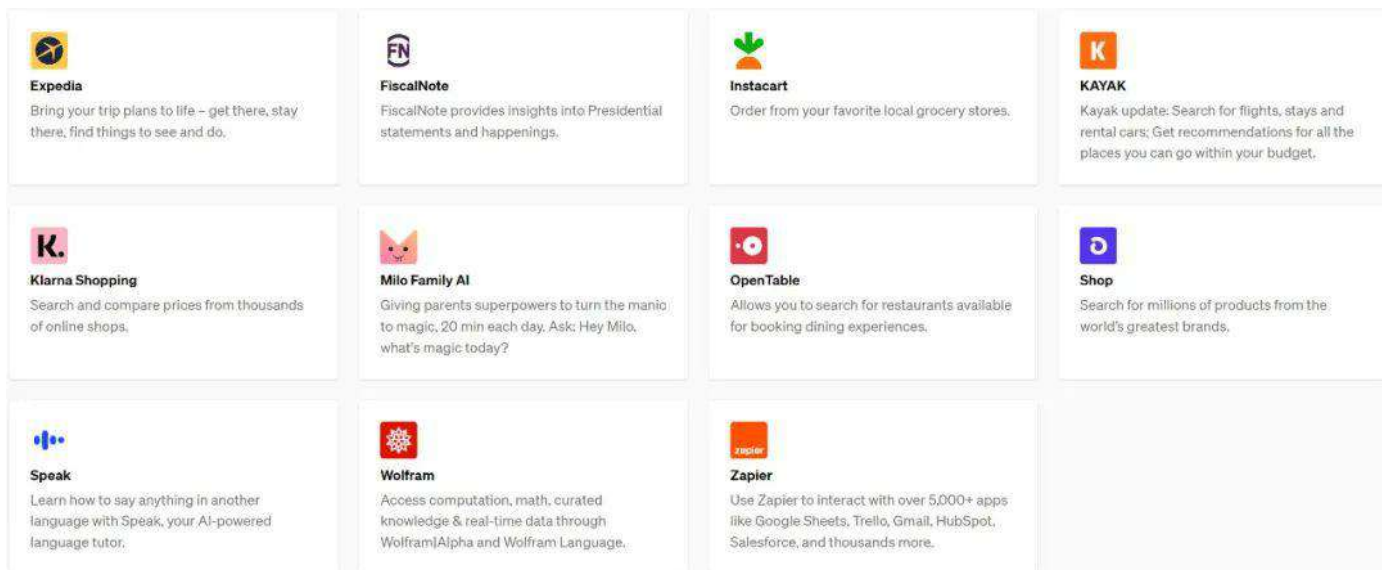 FN
K
Expedia
Bring your trip plans to life – get there, stay
there, find things to see and do.
FiscalNote
FiscalNote provides insights into Presidential
statements and happenings.
Instacart
Order from your favorite local grocery stores.
KAYAK
Kayak update: Search for flights, stays and
rental cars; Get recommendations for all the
places you can go within your budget.
K.
Klarna Shopping
Search and compare prices from thousands
of online shops.
Milo Family AI
Giving parents superpowers to turn the manic
to magic, 20 min each day. Ask: Hey Milo,
what's magic today?
OpenTable
Allows you to search for restaurants available
for booking dining experiences.
Shop
Search for millions of products from the
world's greatest brands.
Speak
Learn how to say anything in another
language with Speak, your AI-powered
language tutor.
Wolfram
Access computation, math, curated
knowledge & real-time data through
Wolfram|Alpha and Wolfram Language.
zapier
Zapier
Use Zapier to interact with over 5,000+ apps
like Google Sheets, Trello, Gmail, HubSpot,
Salesforce, and thousands more.